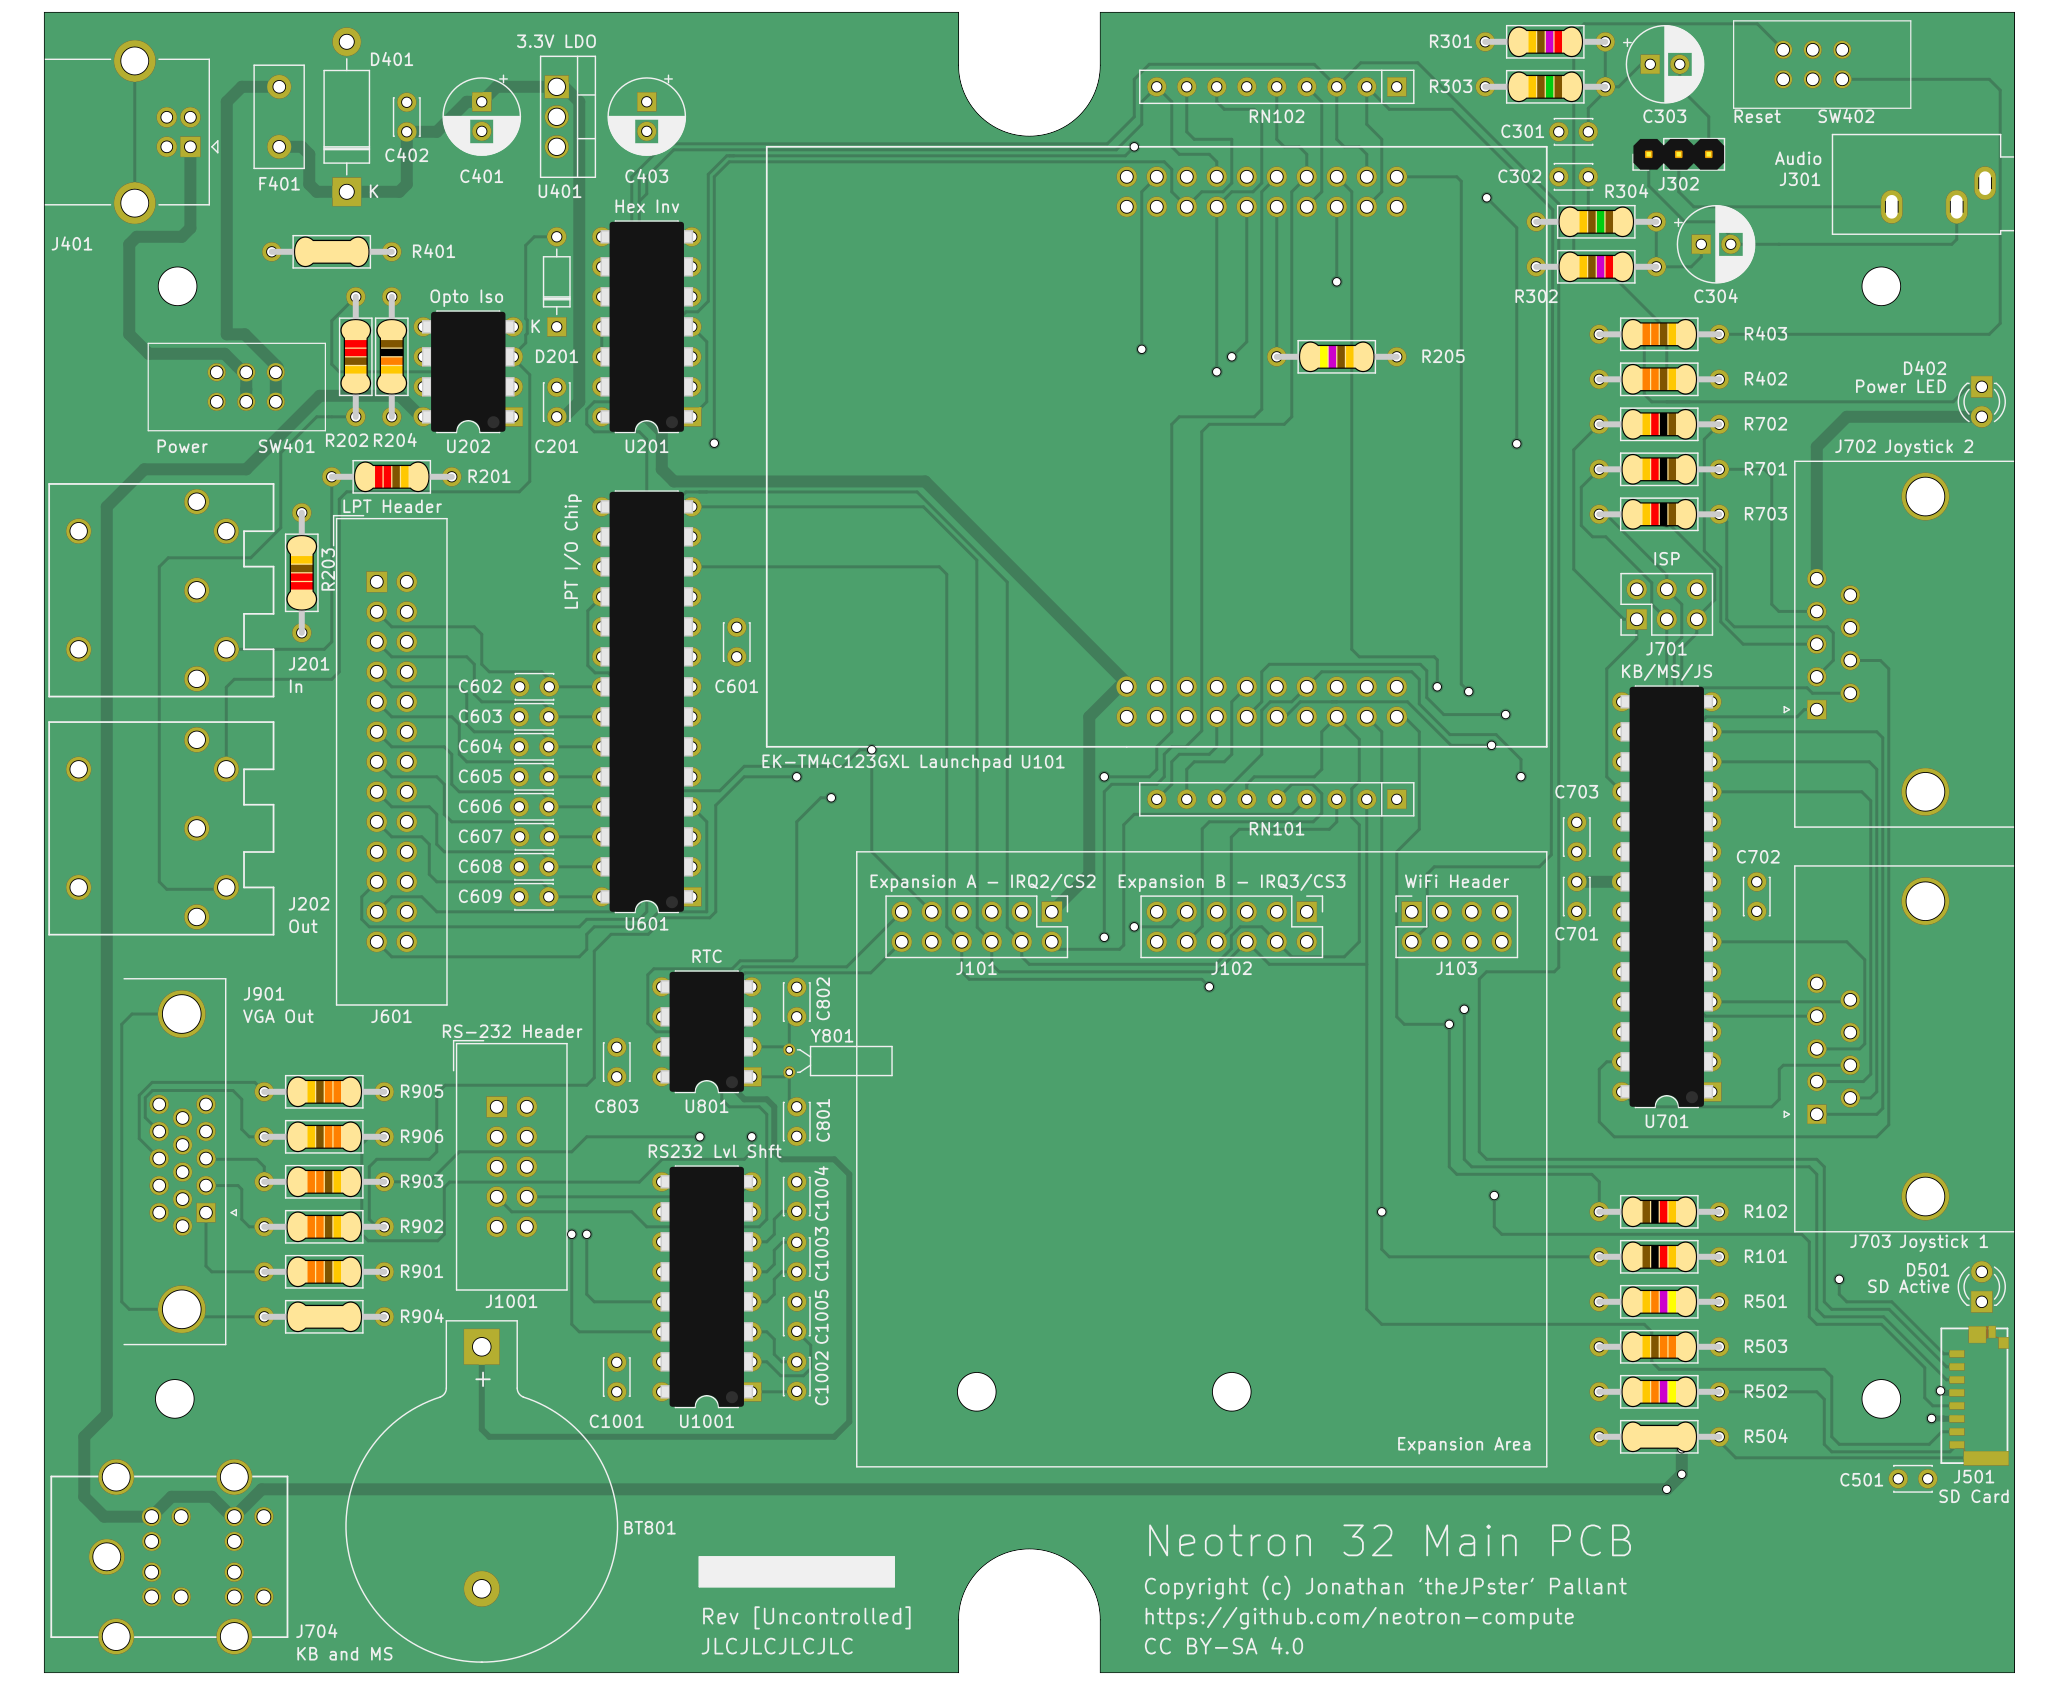 3.3V LDO
D401
R301
R303
RN102
Reset
SW402
C303
C301
C402
C401
U401
C403
F401
K
C302
R304
J302
Audio
J301
Hex Inv
J401
R401
Opto Iso
R302
C304
K
D201
R205
R403
D402
Power LED
R402
R702
Power
SW401
R202
R204
U202
C201
U201
J702 Joystick 2
R201
R701
LPT Header
LPT I/O Chip
R703
R203
ISP
J201
In
C601
J701
KB/MS/JS
C602
C603
C604
C605
C606
C607
C608
C609
EK-TM4C123GXL Launchpad U101
C703
RN101
C702
Expansion A - IRQ2/CS2
Expansion B - IRQ3/CS3
WiFi Header
J202
Out
U601
C701
J101
J102
J103
RTC
J901
VGA Out
J601
C802
RS-232 Header
Y801
R905
C803
U801
C801
U701
R906
RS232 Lvl Shft
R903
C1004
R902
C1003
R102
J703 Joystick 1
R901
R101
D501
SD Active
J1001
C1005
R501
R904
R503
C1002
R502
+
C1001
U1001
Expansion Area
R504
C501
J501
SD Card
BT801
Neotron 32 Main PCB
Copyright (c) Jonathan 'theJPster' Pallant
https://github.com/neotron-compute
CC BY-SA 4.0
Rev [Uncontrolled]
JLCJLCJLCJLC
J704
KB and MS